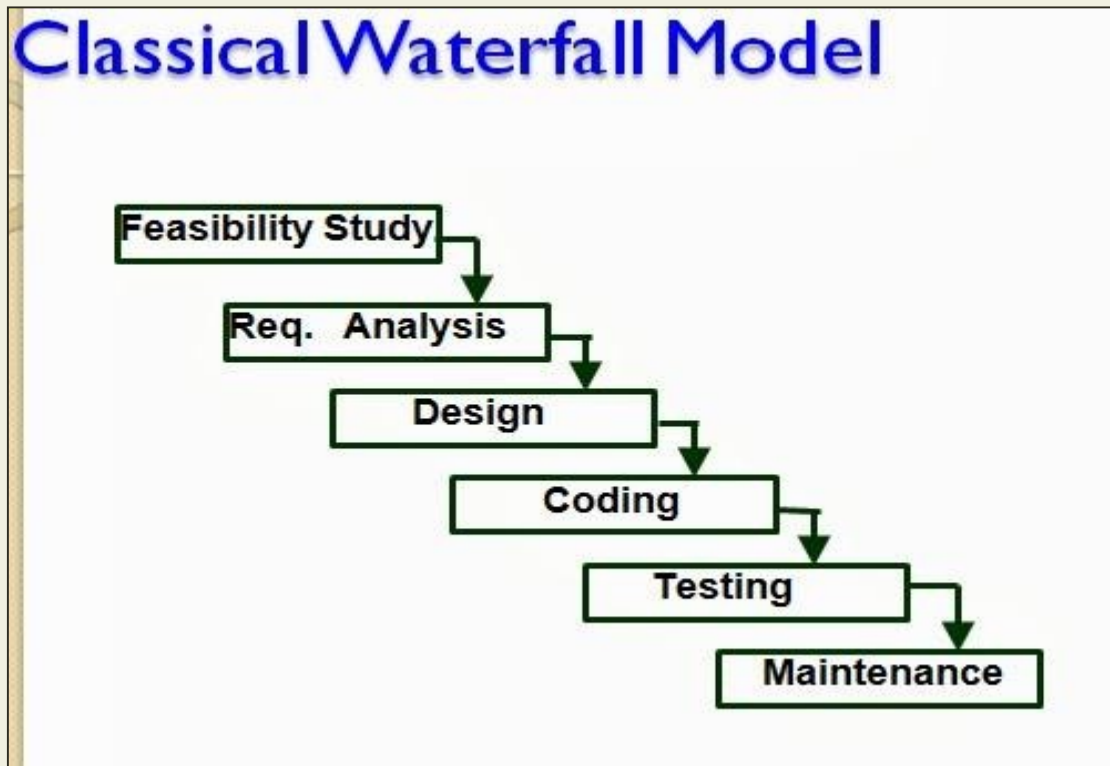 Classical Waterfall Model
Feasibility Study
Req. Analysis
Design
Coding
Testing
Maintenance